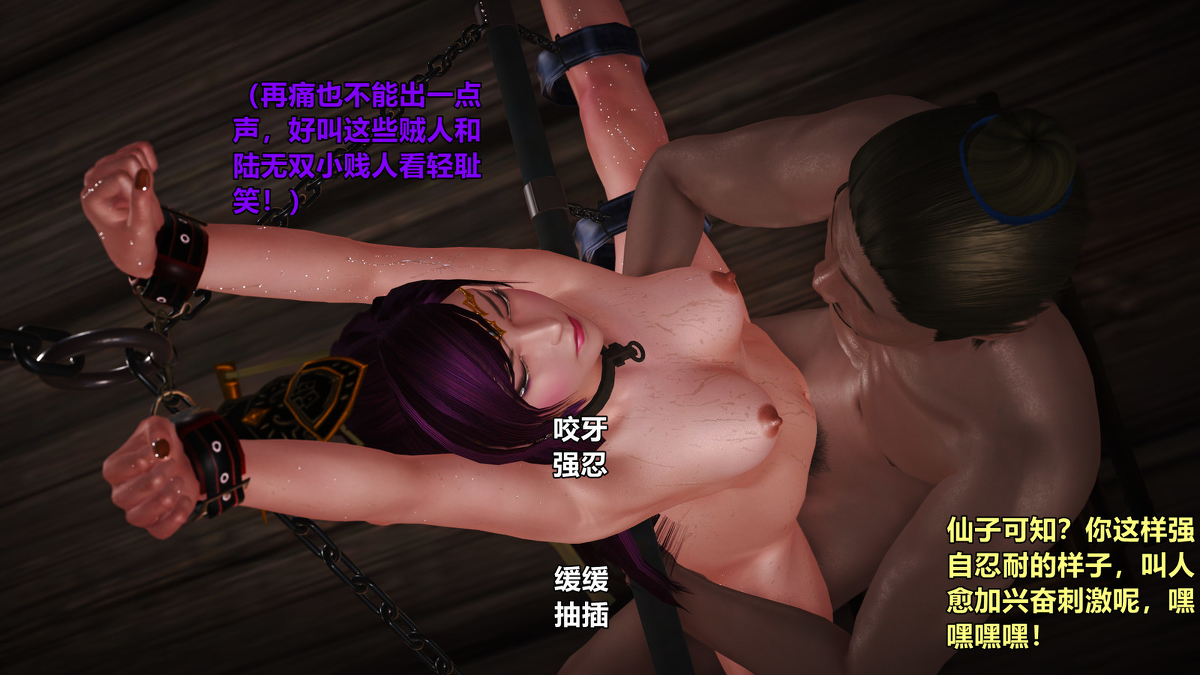 （再痛也不能出一点
声，好叫这些贼人和
陆无双小贱人看轻耻
笑！）
咬牙
强忍
缓缓
抽插
仙子可知？你这样强
自忍耐的样子，叫人
愈加兴奋刺激呢，嘿
嘿嘿嘿！